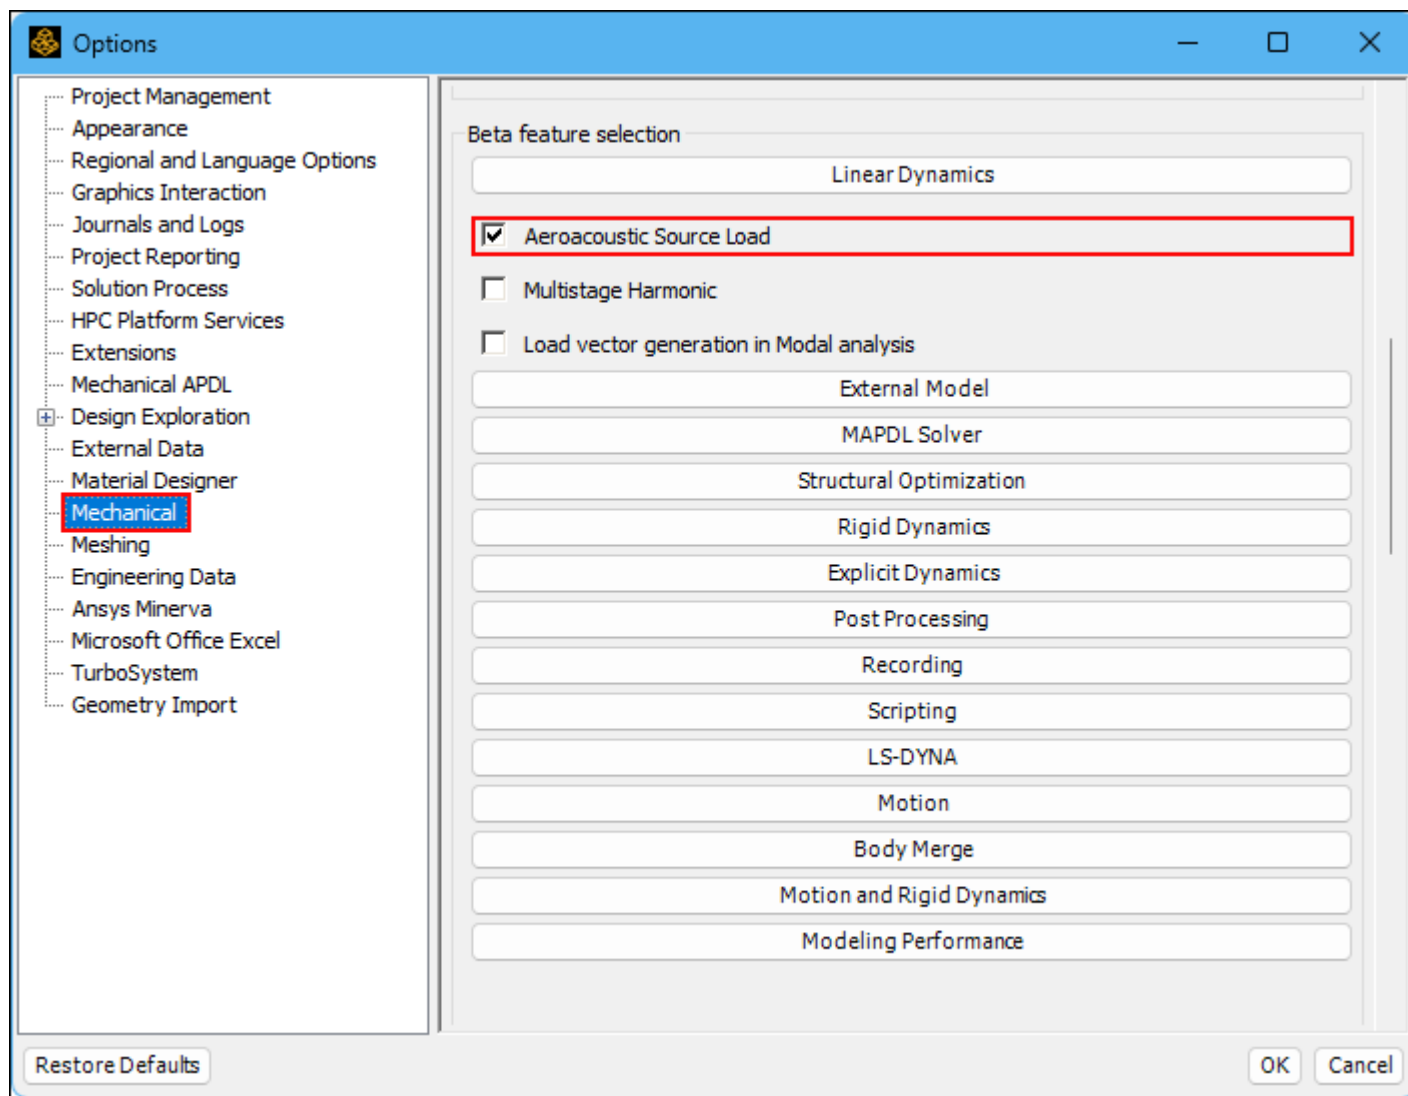 Options
Project Management
Appearance
Regional and Language Options
Graphics Interaction
Journals and Logs
Project Reporting
Solution Process
HPC Platform Services
Extensions
Mechanical APDL
Design Exploration
External Data
Material Designer
Mechanical
Meshing
Engineering Data
Ansys Minerva
Microsoft Office Excel
TurboSystem
Geometry Import
Beta feature selection
Linear Dynamics
Aeroacoustic Source Load
Multistage Harmonic
Load vector generation in Modal analysis
External Model
MAPDL Solver
Structural Optimization
Rigid Dynamics
Explicit Dynamics
Post Processing
Recording
Scripting
LS-DYNA
Motion
Body Merge
Motion and Rigid Dynamics
Modeling Performance
Restore Defaults
OK
Cancel